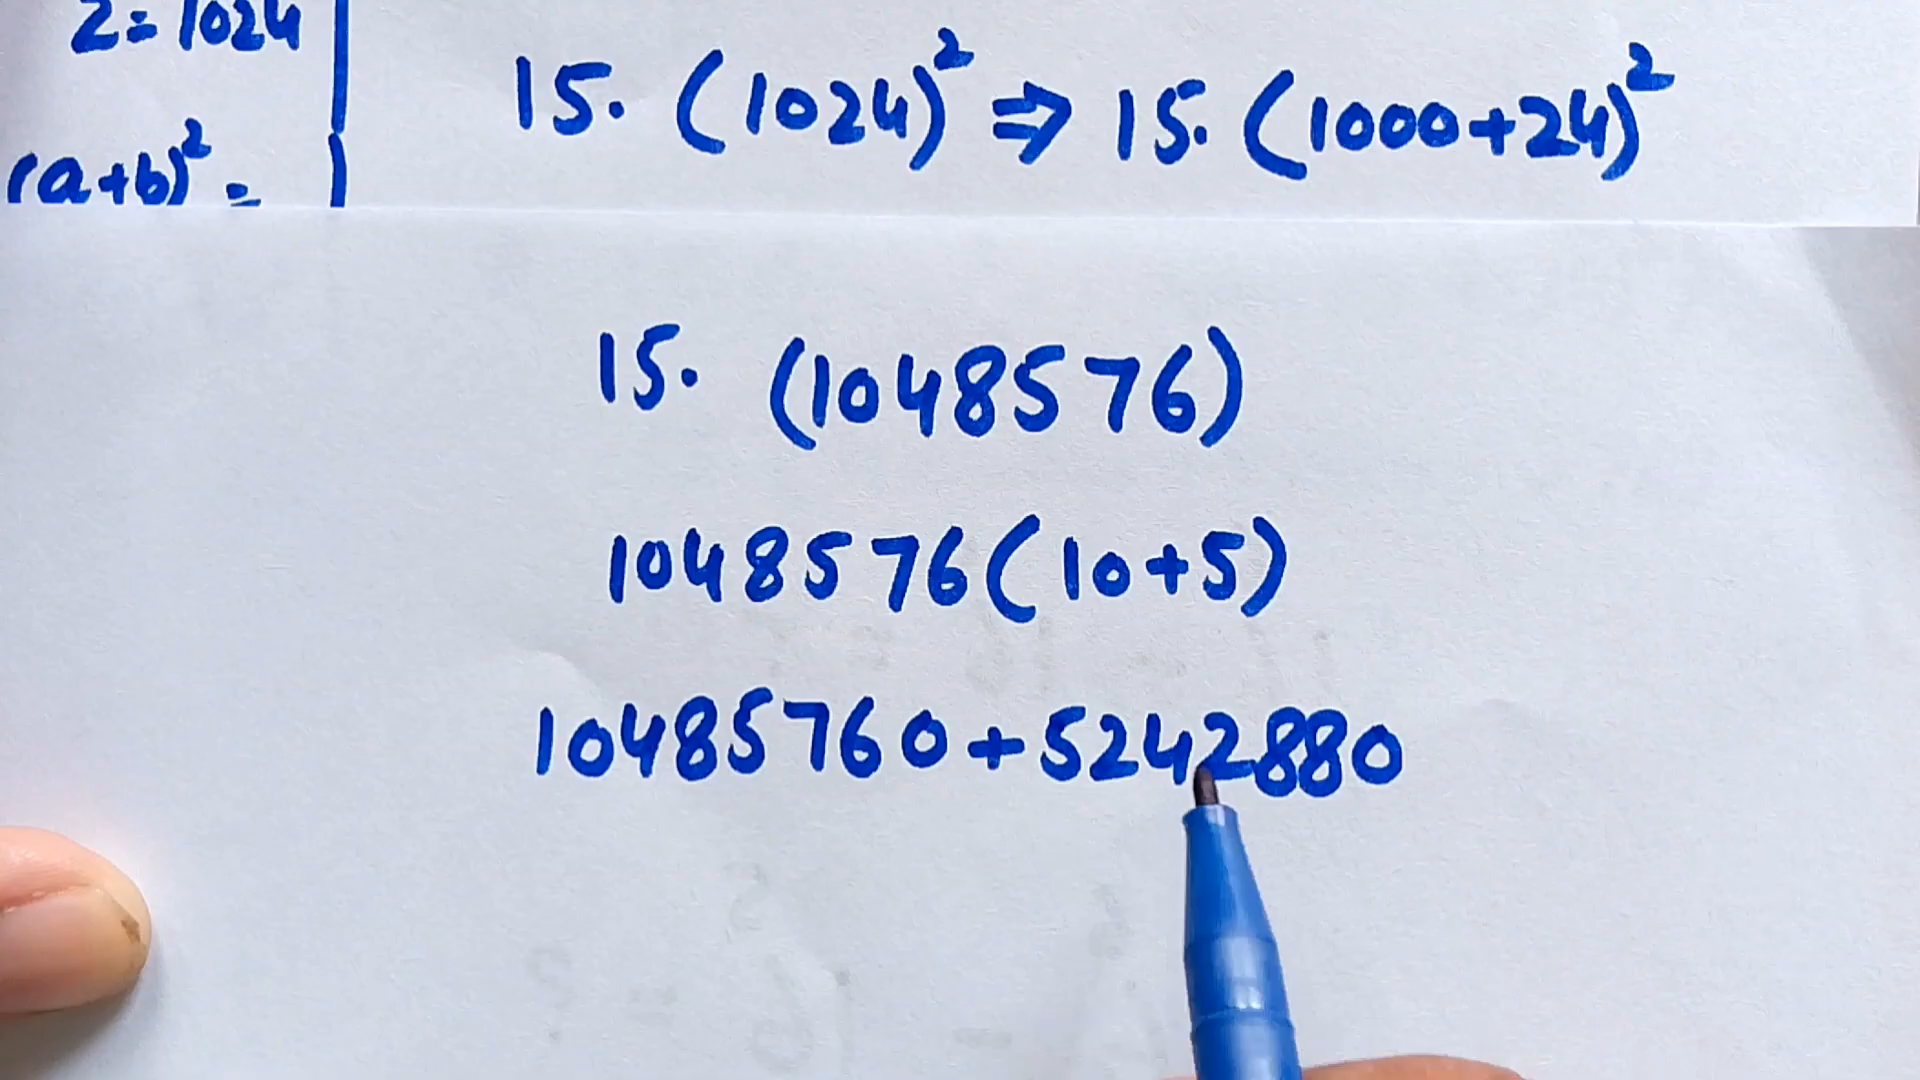 2= 1024
15. (1024)² ⇒ 15. (1000+24)²
(a+b)² =
15. (1048576)
1048576(10+5)
10485760+5242880